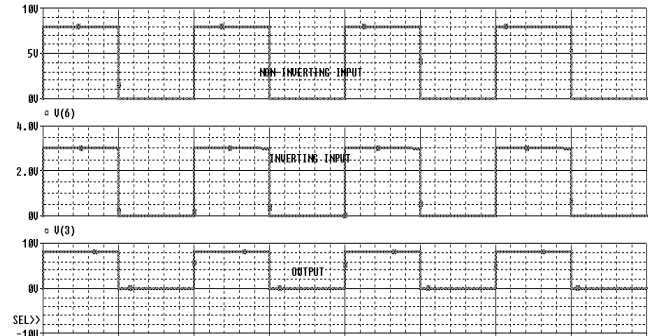 10V
5V
NON INVERTING INPUT
0V
V(6)
4.0V
INVERTING INPUT
2.0V
0V
V(3)
10V
OUTPUT
0V
SEL>>
-10V